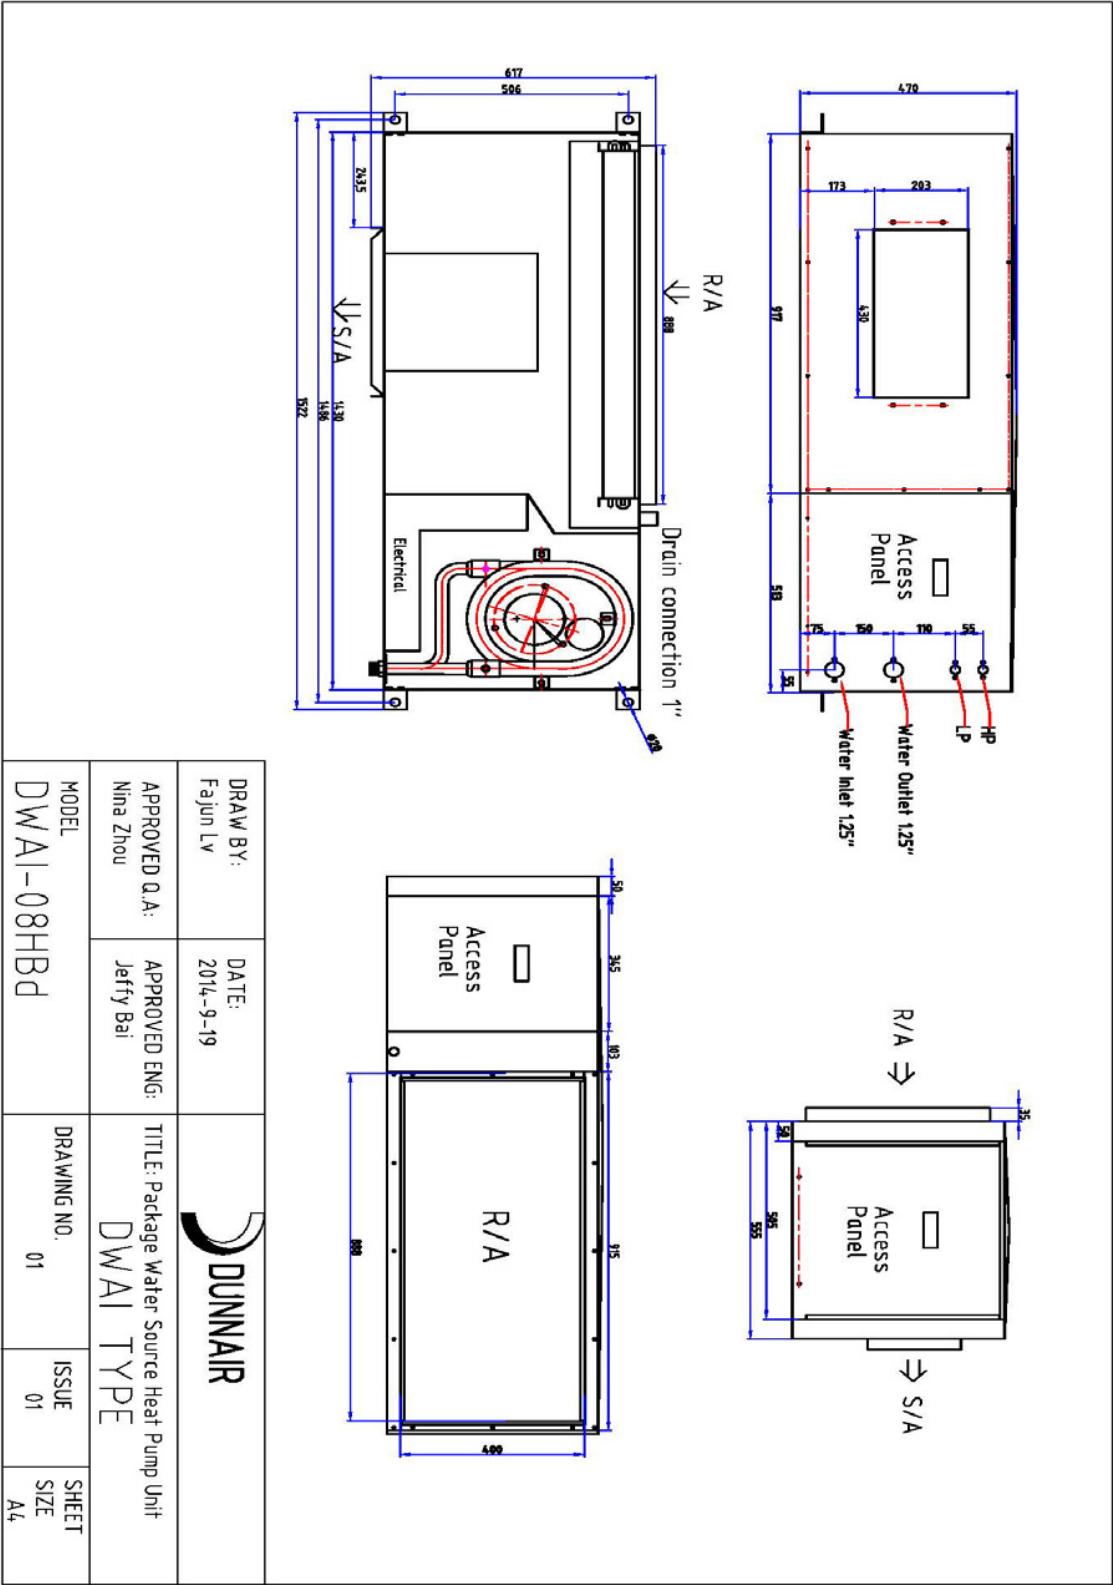 617
506
243.5
S/A
1430
1486
1522
R/A
888
Drain connection 1"
Electrical
ø20
470
173
203
430
917
513
Access
Panel
75
150
110
55
55
HP
LP
Water Outlet 1.25"
Water Inlet 1.25"
50
345
103
915
Access
Panel
R/A
888
400
R/A
35
50
505
555
Access
Panel
S/A
DRAW BY:
Fajun Lv
DATE:
2014-9-19
DUNNAIR
APPROVED Q.A:
Nina Zhou
APPROVED ENG:
Jeffy Bai
TITLE: Package Water Source Heat Pump Unit
DWAI TYPE
MODEL
DWAI-08HBd
DRAWING NO.
01
ISSUE
01
SHEET
SIZE
A4